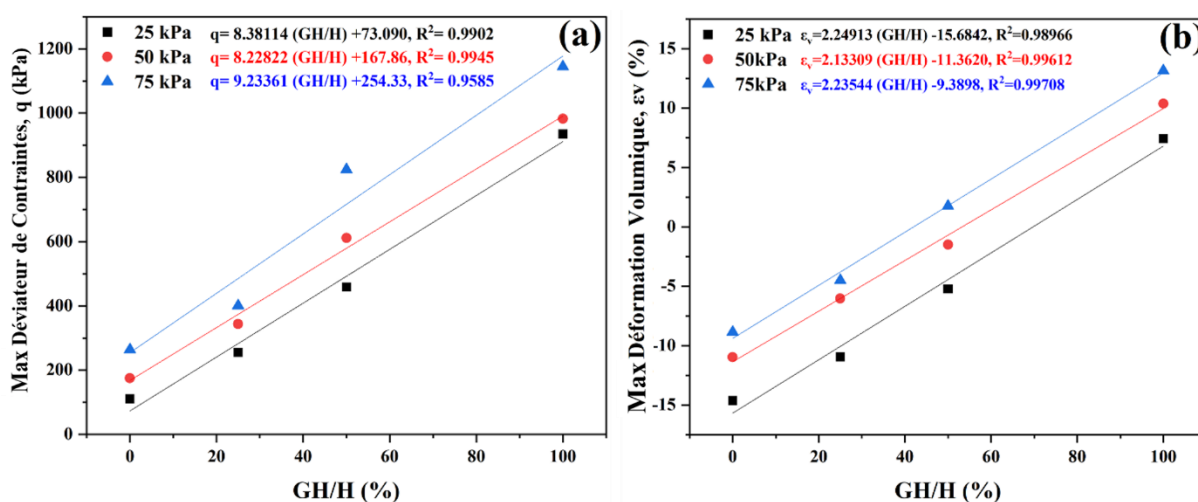 (a)
25 kPa q= 8.38114 (GH/H) +73.090, R²= 0.9902
50 kPa q= 8.22822 (GH/H) +167.86, R²= 0.9945
75 kPa q= 9.23361 (GH/H) +254.33, R²= 0.9585
Max Déviateur de Contraintes, q (kPa)
1200
1000
800
600
400
200
0
0 20 40 60 80 100
GH/H (%)
(b)
25 kPa εᵥ=2.24913 (GH/H) -15.6842, R²=0.98966
50kPa εᵥ=2.13309 (GH/H) -11.3620, R²=0.99612
75kPa εᵥ=2.23544 (GH/H) -9.3898, R²=0.99708
Max Déformation Volumique, εv (%)
15
10
5
0
-5
-10
-15
0 20 40 60 80 100
GH/H (%)